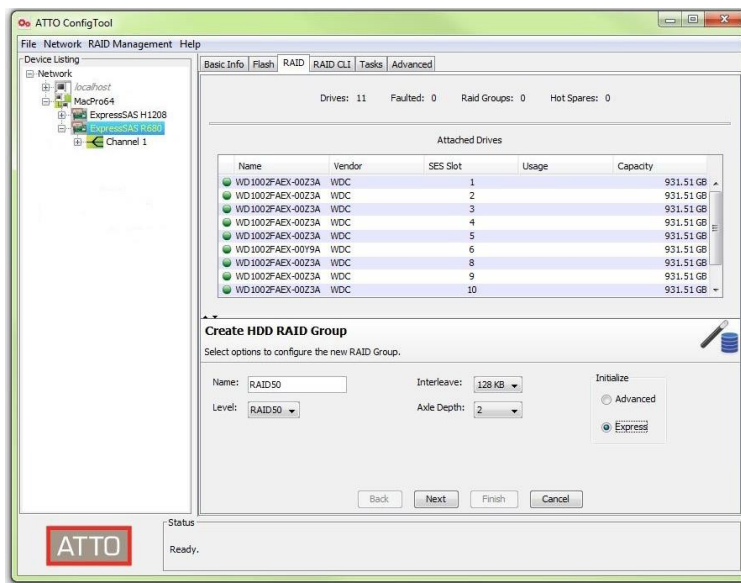 ATTO ConfigTool
File Network RAID Management Help
Device Listing
Network
localhost
MacPro64
ExpressSAS H1208
ExpressSAS R680
Channel 1
Basic Info Flash RAID RAID CLI Tasks Advanced
Drives: 11 Faulted: 0 Raid Groups: 0 Hot Spares: 0
Attached Drives
Name Vendor SES Slot Usage Capacity
WD1002FAEX-00Z3A WDC 1 931.51 GB
WD1002FAEX-00Z3A WDC 2 931.51 GB
WD1002FAEX-00Z3A WDC 3 931.51 GB
WD1002FAEX-00Z3A WDC 4 931.51 GB
WD1002FAEX-00Z3A WDC 5 931.51 GB
WD1002FAEX-00Y9A WDC 6 931.51 GB
WD1002FAEX-00Z3A WDC 8 931.51 GB
WD1002FAEX-00Z3A WDC 9 931.51 GB
WD1002FAEX-00Z3A WDC 10 931.51 GB
Create HDD RAID Group
Select options to configure the new RAID Group.
Name: RAID50 Interleave: 128 KB Initialize
Level: RAID50 Axle Depth: 2 Advanced
Express
Back Next Finish Cancel
Status
ATTO Ready.